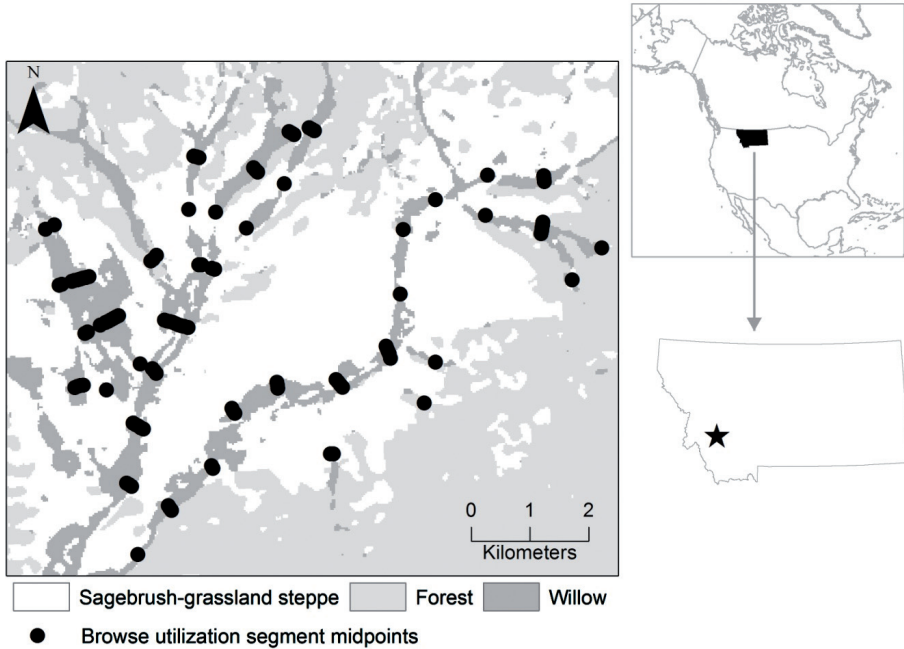 N
0 1 2
Kilometers
Sagebrush-grassland steppe Forest Willow
Browse utilization segment midpoints